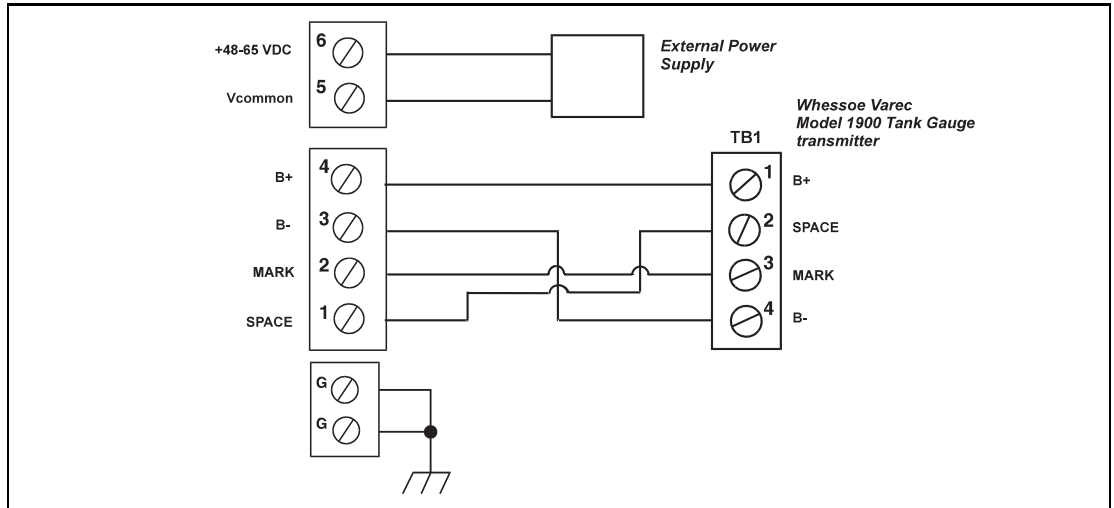 +48-65 VDC
6
External Power
Supply
Vcommon
5
Whessoe Varec
Model 1900 Tank Gauge
transmitter
TB1
B+
4
1
B+
B-
3
2
SPACE
MARK
2
3
MARK
SPACE
1
4
B-
G
G